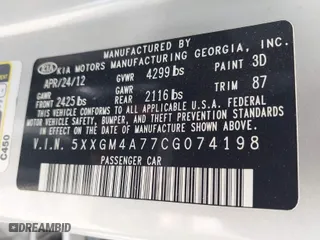 MANUFACTURED BY
KIA KIA MOTORS MANUFACTURING GEORGIA, INC.
APR/24/12 GVWR 4299 lbs PAINT 3D
GAWR FRONT 2425 lbs GAWR REAR 2116 lbs TRIM 87
CONFORMS TO ALL APPLICABLE U.S. FEDERAL MOTOR
VEHICLE SAFETY, BUMPER, AND THEFT PREVENTION
STANDARDS IN EFFECT ON THE DATE OF MANUFACTURE SHOWN ABOVE.
V.I.N. 5XXGM4A77CG074198
PASSENGER CAR
C450
DREAMBID.COM